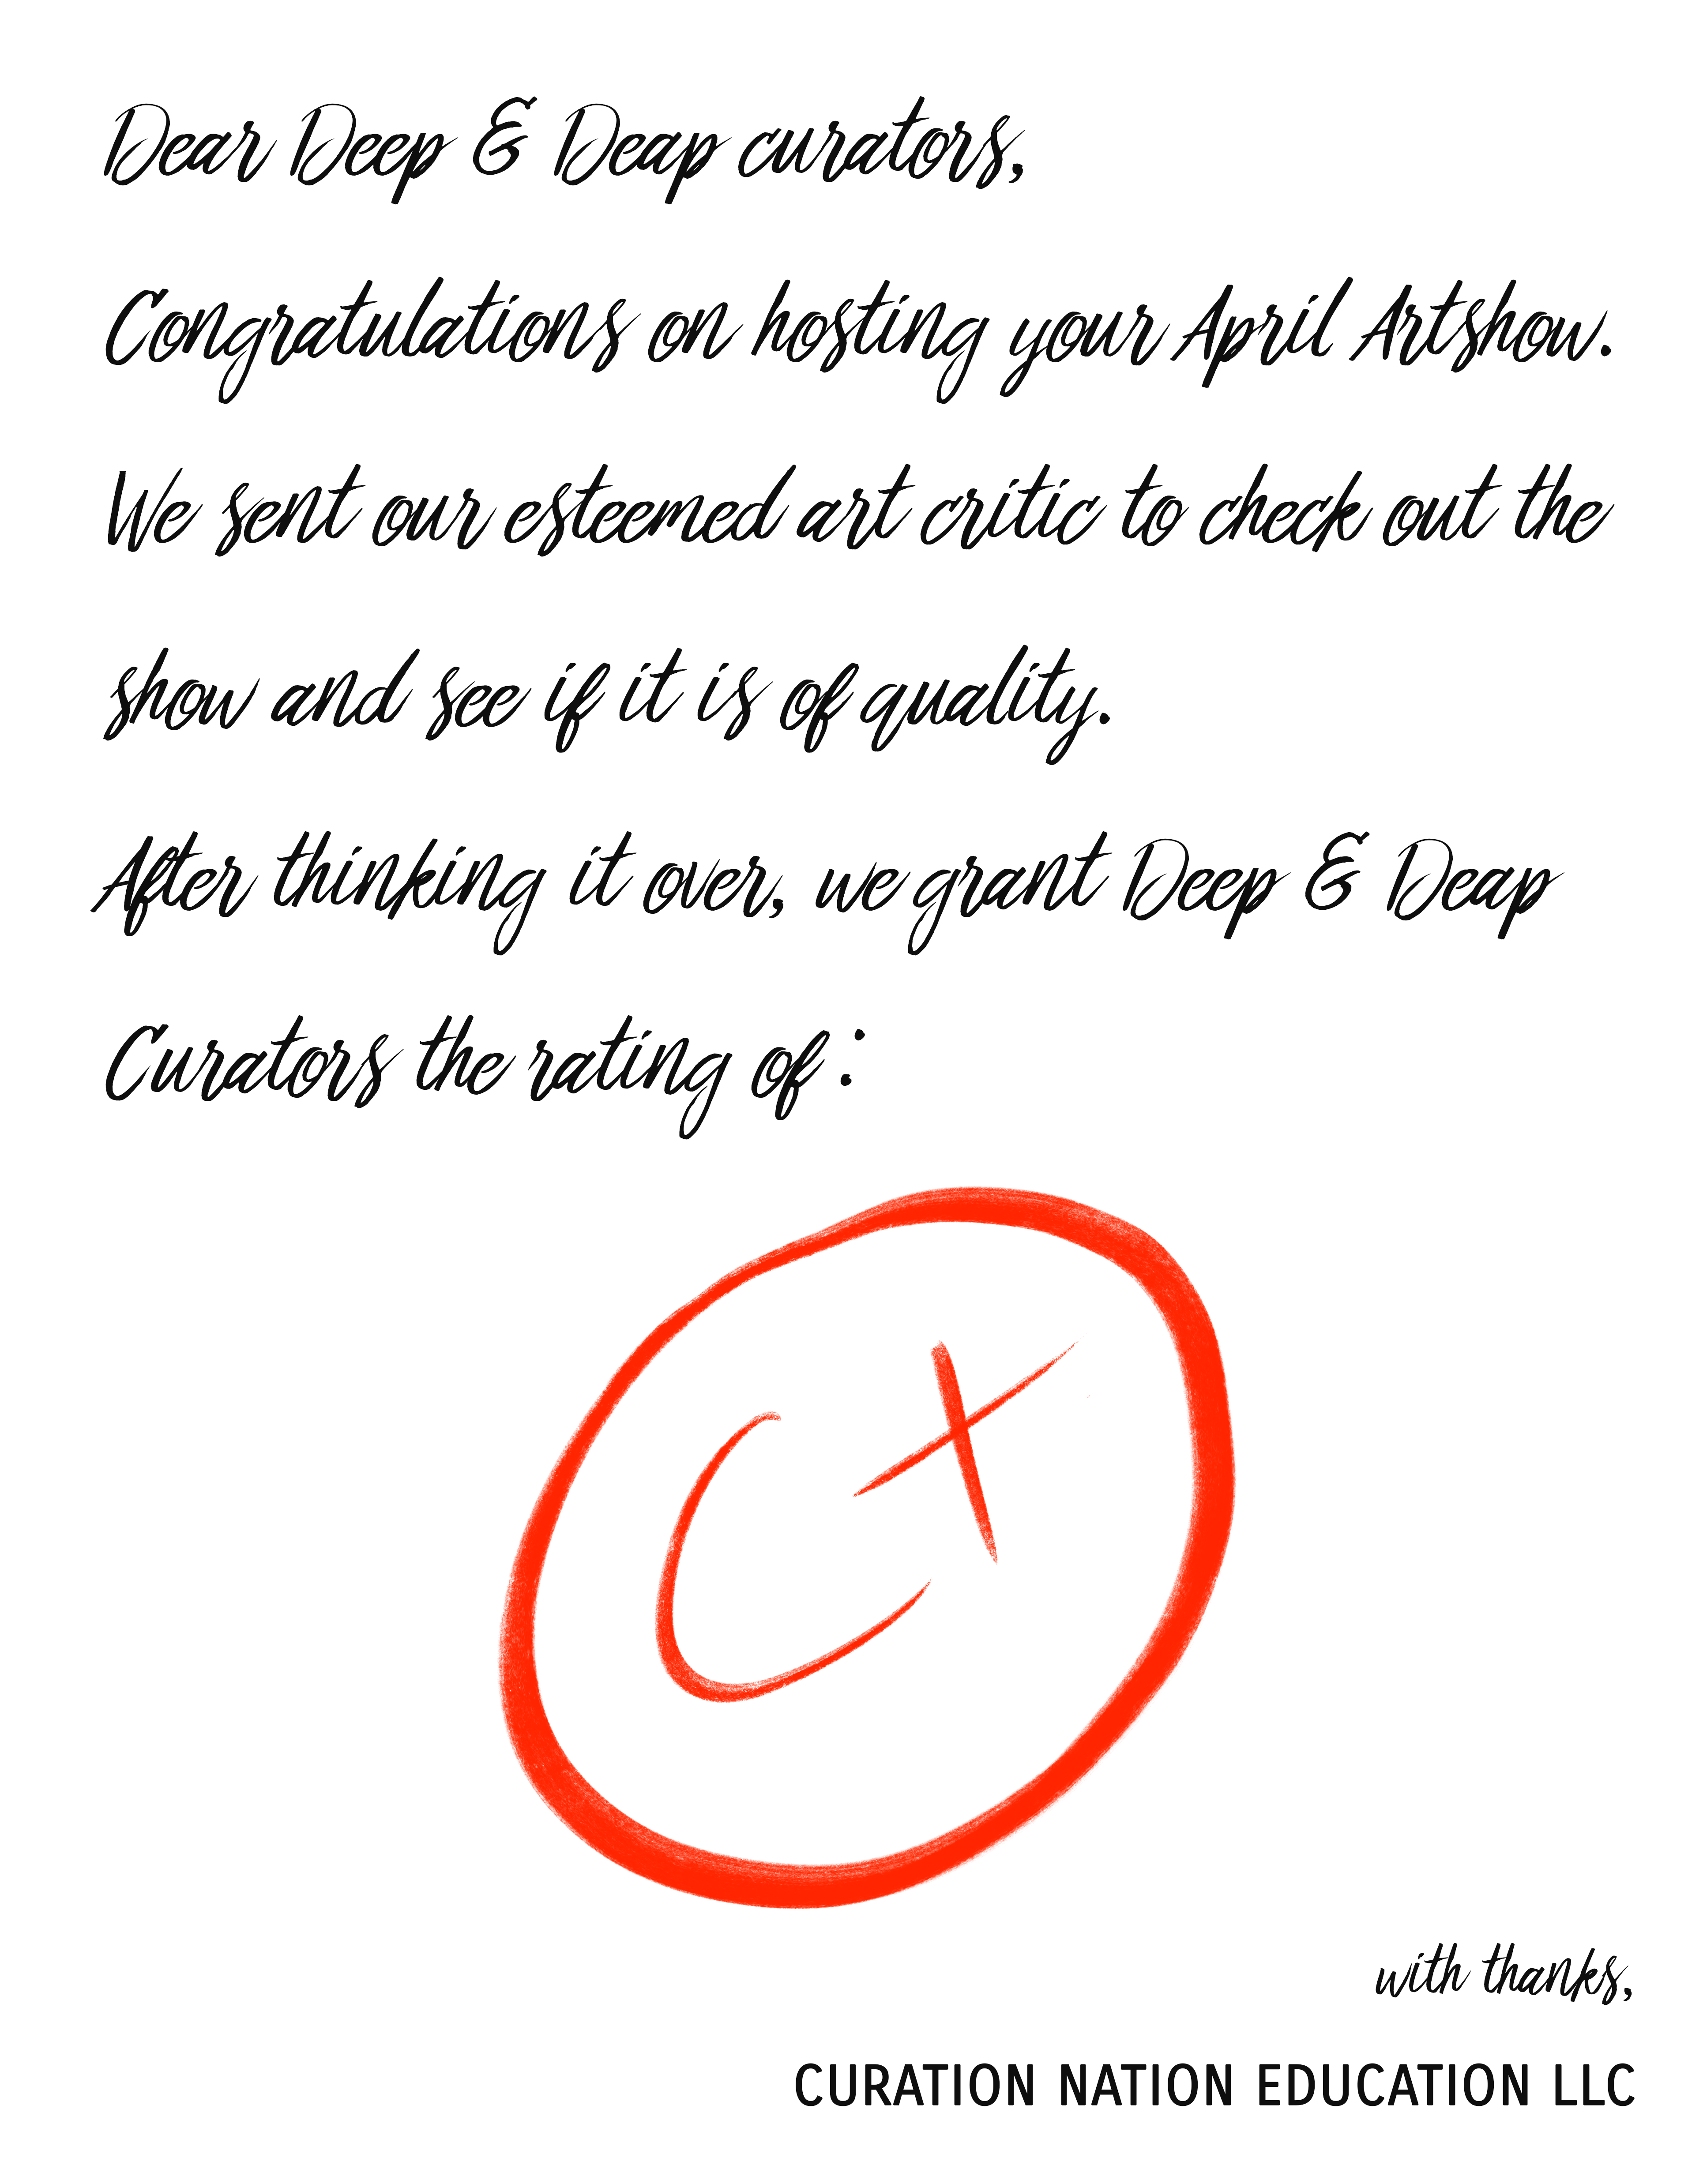 Dear Deep & Deap curators,
Congratulations on hosting your April Artshow.
We sent our esteemed art critic to check out the
show and see if it is of quality.
After thinking it over, we grant Deep & Deap
Curators the rating of:
C+
with thanks,
CURATION NATION EDUCATION LLC